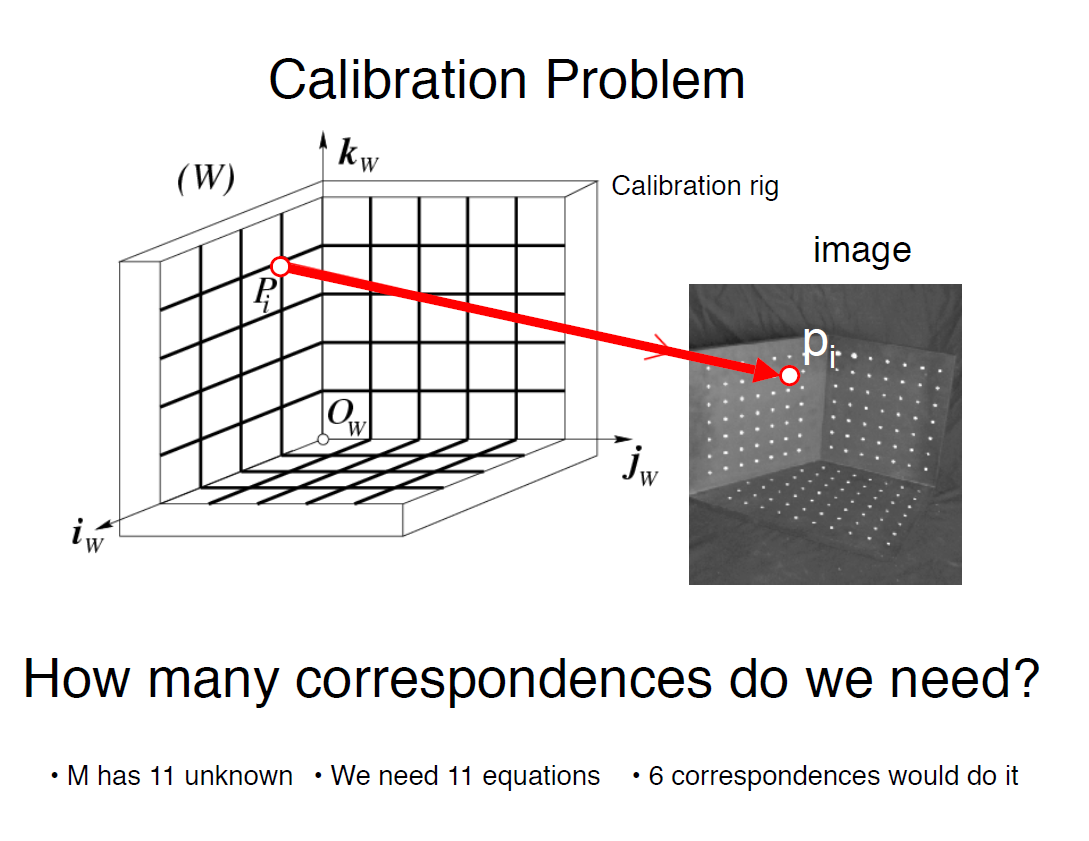 Calibration Problem
(W)
k_W
Calibration rig
image
P_i
p_i
O_W
j_W
i_W
How many correspondences do we need?
• M has 11 unknown • We need 11 equations • 6 correspondences would do it